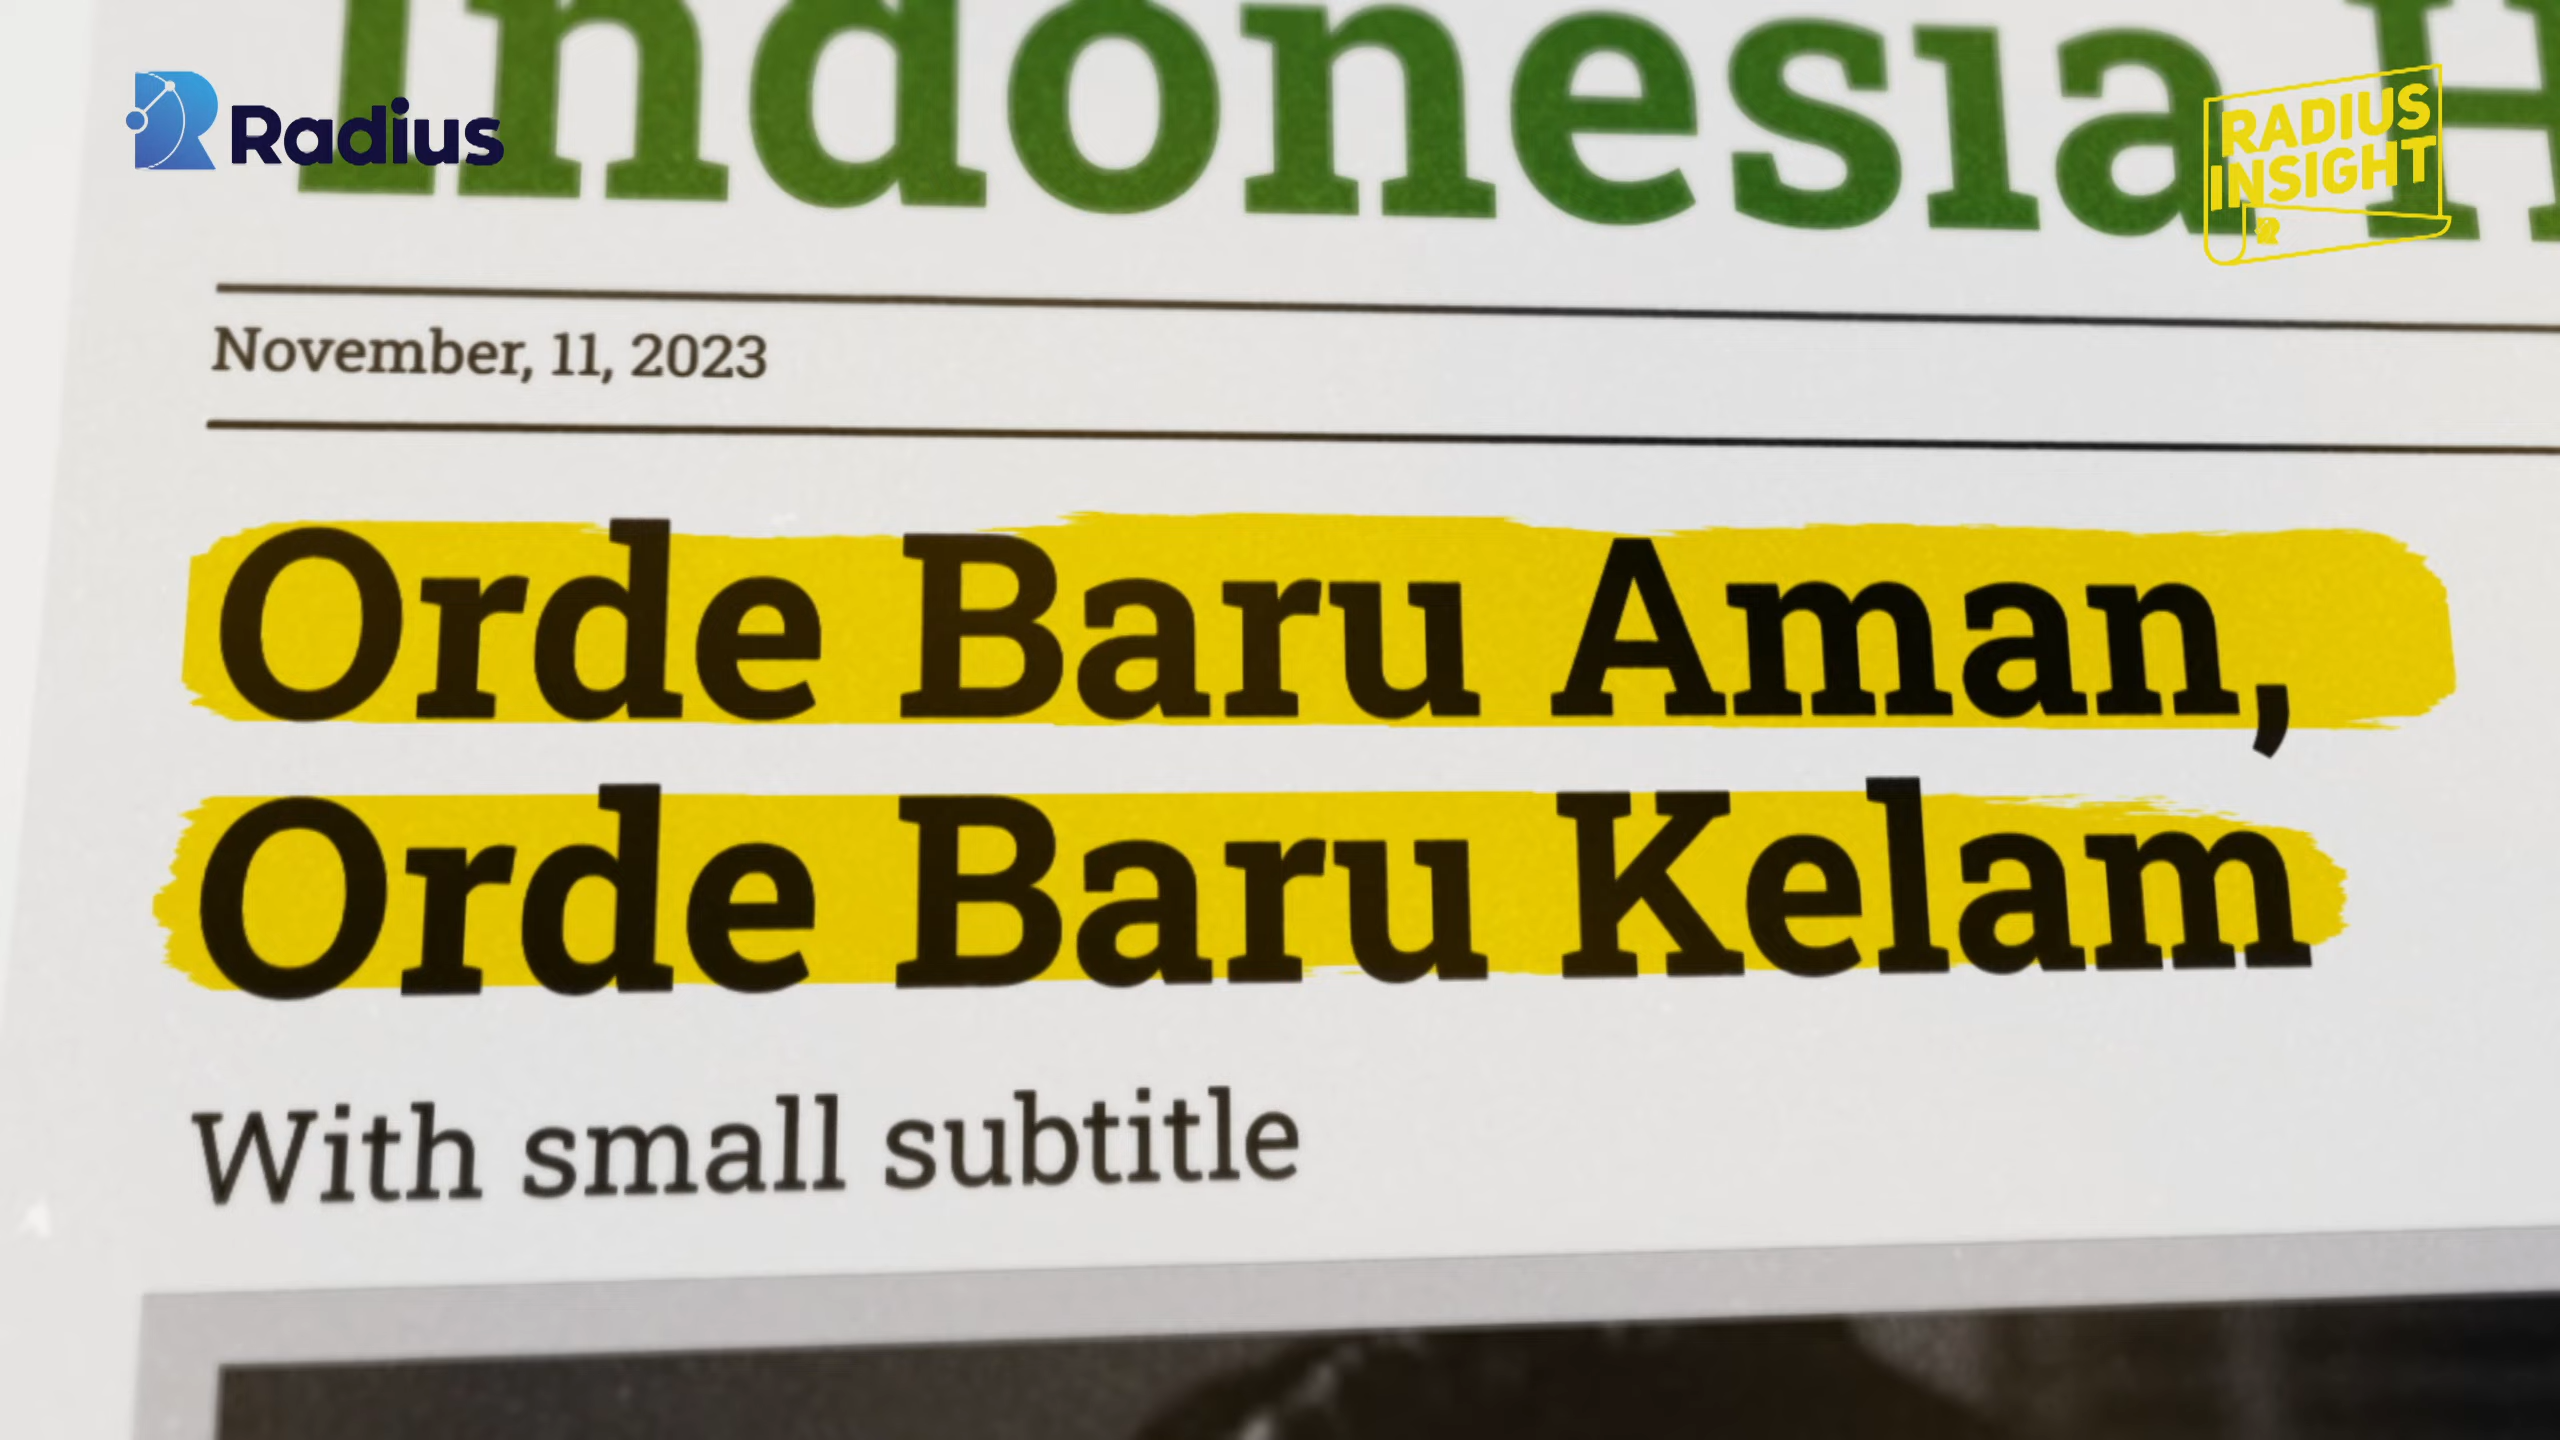 Indonesia H
Radius
RADIUS
INSIGHT
November, 11, 2023
Orde Baru Aman,
Orde Baru Kelam
With small subtitle